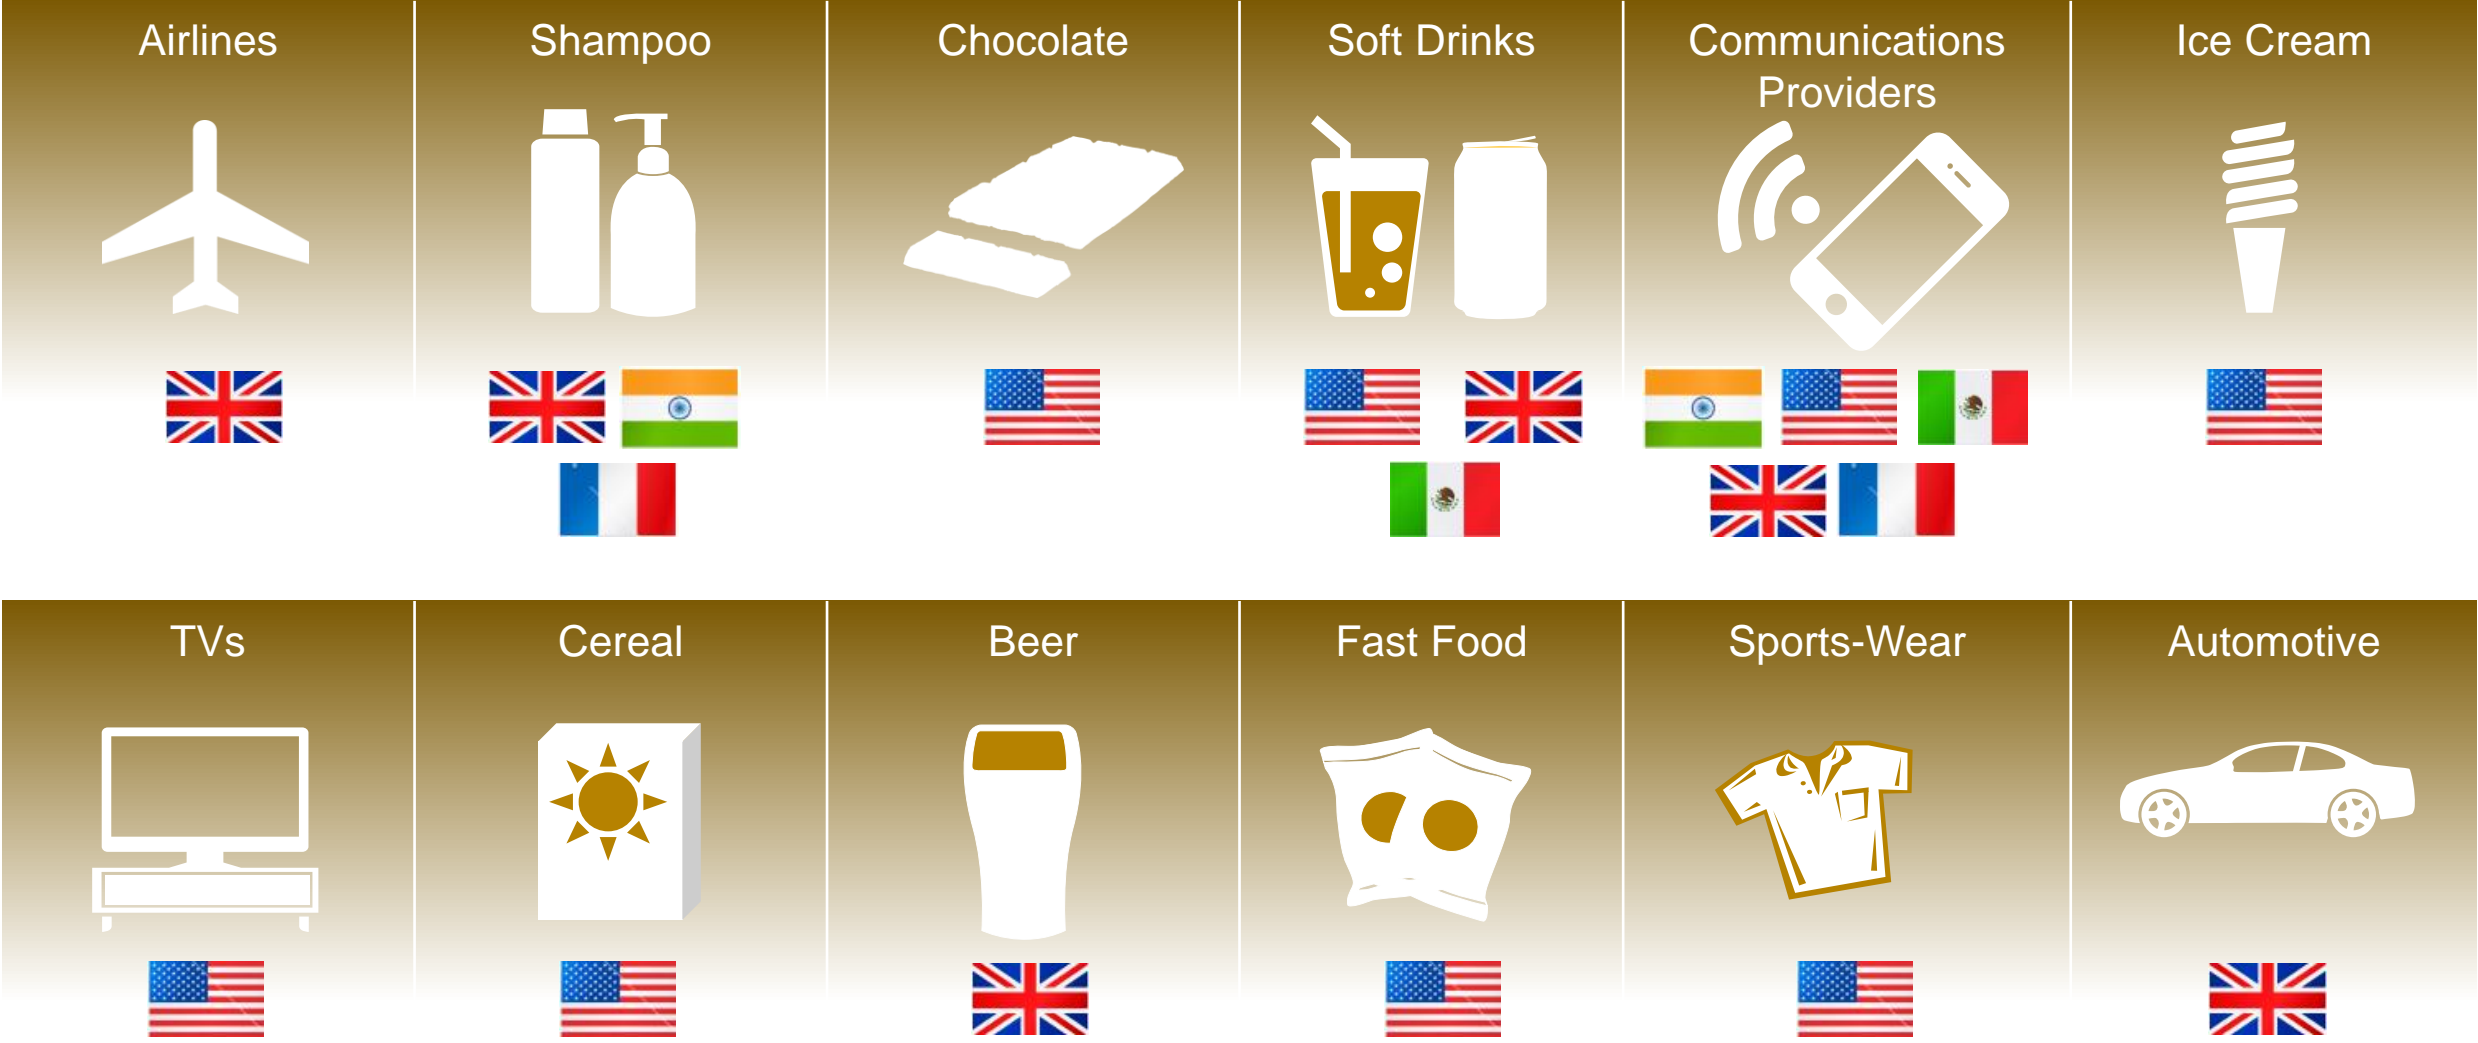 Airlines
Shampoo
Chocolate
Soft Drinks
Communications
Providers
Ice Cream
TVs
Cereal
Beer
Fast Food
Sports-Wear
Automotive